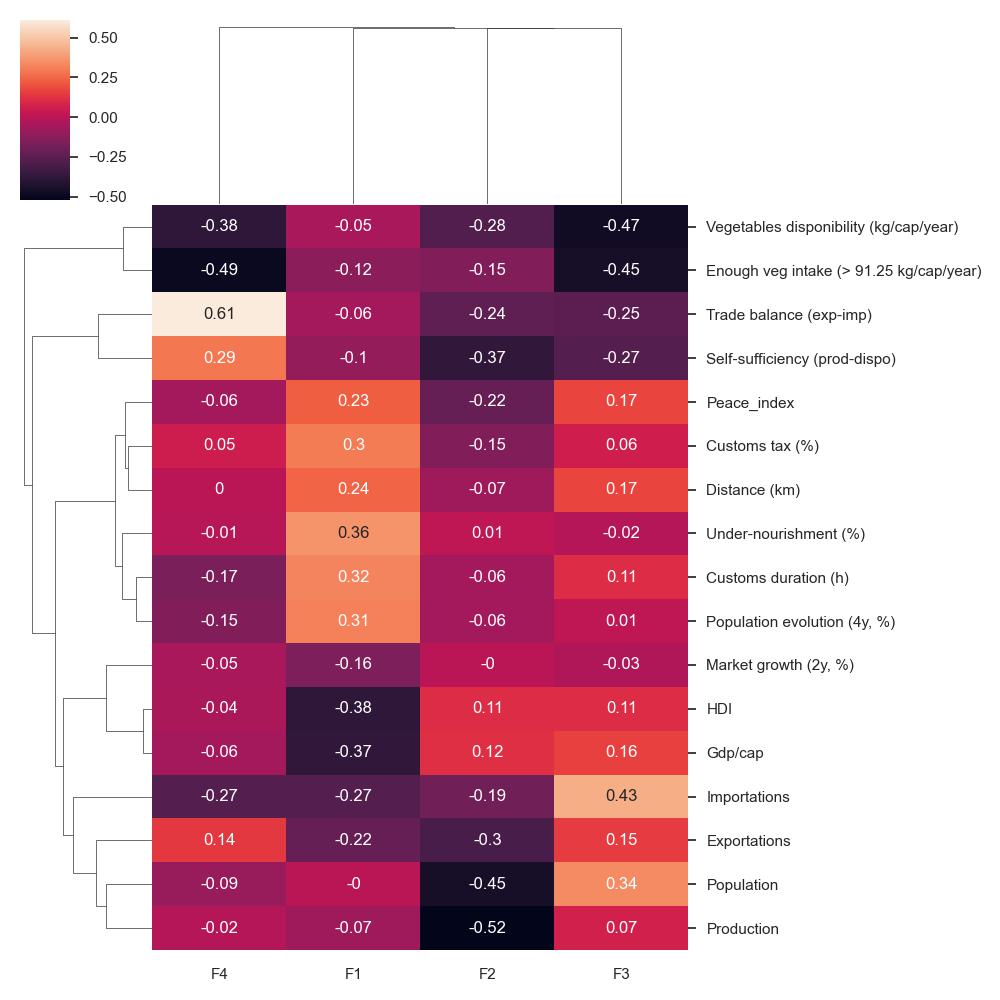 0.50
0.25
0.00
−0.25
−0.50
-0.38 -0.05 -0.28 -0.47 Vegetables disponibility (kg/cap/year)
-0.49 -0.12 -0.15 -0.45 Enough veg intake (> 91.25 kg/cap/year)
0.61 -0.06 -0.24 -0.25 Trade balance (exp-imp)
0.29 -0.1 -0.37 -0.27 Self-sufficiency (prod-dispo)
-0.06 0.23 -0.22 0.17 Peace_index
0.05 0.3 -0.15 0.06 Customs tax (%)
0 0.24 -0.07 0.17 Distance (km)
-0.01 0.36 0.01 -0.02 Under-nourishment (%)
-0.17 0.32 -0.06 0.11 Customs duration (h)
-0.15 0.31 -0.06 0.01 Population evolution (4y, %)
-0.05 -0.16 -0 -0.03 Market growth (2y, %)
-0.04 -0.38 0.11 0.11 HDI
-0.06 -0.37 0.12 0.16 Gdp/cap
-0.27 -0.27 -0.19 0.43 Importations
0.14 -0.22 -0.3 0.15 Exportations
-0.09 -0 -0.45 0.34 Population
-0.02 -0.07 -0.52 0.07 Production
F4 F1 F2 F3